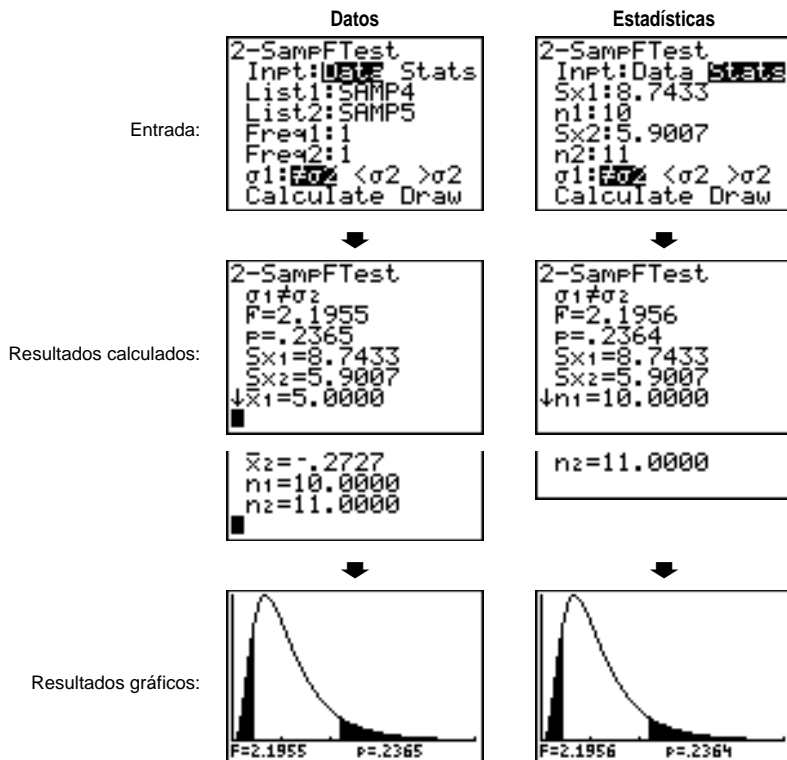 Datos
Estadísticas
Entrada:
2-SampFTest
Inpt:Data Stats
List1:SAMP4
List2:SAMP5
Freq1:1
Freq2:1
σ1:≠σ2 <σ2 >σ2
Calculate Draw
2-SampFTest
Inpt:Data Stats
Sx1:8.7433
n1:10
Sx2:5.9007
n2:11
σ1:≠σ2 <σ2 >σ2
Calculate Draw
Resultados calculados:
2-SampFTest
σ1≠σ2
F=2.1955
p=.2365
Sx1=8.7433
Sx2=5.9007
↓x̄1=5.0000
x̄2=-.2727
n1=10.0000
n2=11.0000
2-SampFTest
σ1≠σ2
F=2.1956
p=.2364
Sx1=8.7433
Sx2=5.9007
↓n1=10.0000
n2=11.0000
Resultados gráficos:
F=2.1955 p=.2365
F=2.1956 p=.2364